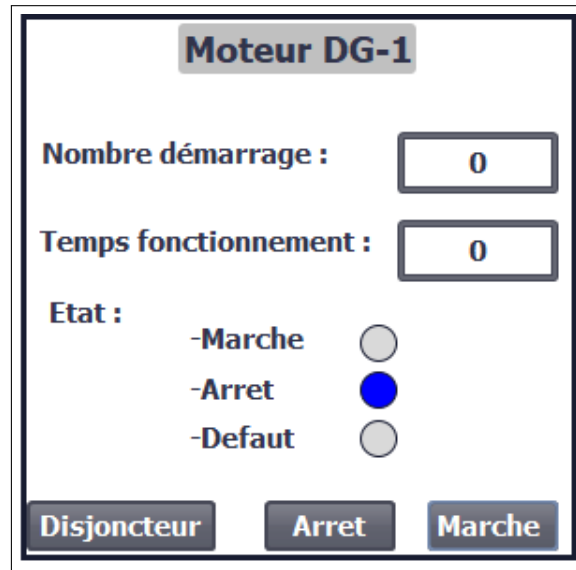 Moteur DG-1
Nombre démarrage : 0
Temps fonctionnement : 0
Etat :
-Marche
-Arret
-Defaut
Disjoncteur Arret Marche